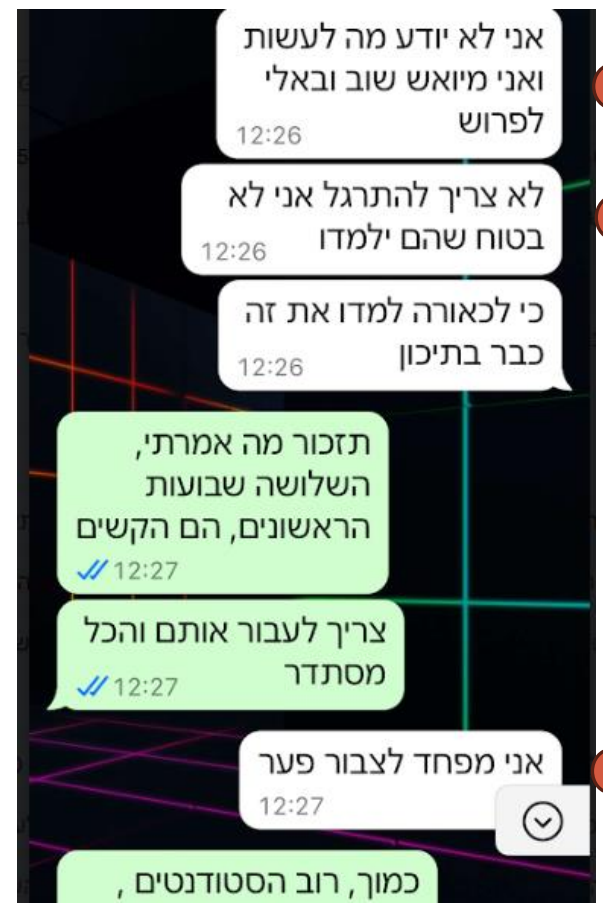 אני לא יודע מה לעשות
ואני מיואש שוב ובאלי
לפרוש
12:26
לא צריך להתרגל אני לא
בטוח שהם ילמדו
12:26
כי לכאורה למדו את זה
כבר בתיכון
12:26
תזכור מה אמרתי,
השלושה שבועות
הראשונים, הם הקשים
12:27
צריך לעבור אותם והכל
מסתדר
12:27
אני מפחד לצבור פער
12:27
כמוך, רוב הסטודנטים ,